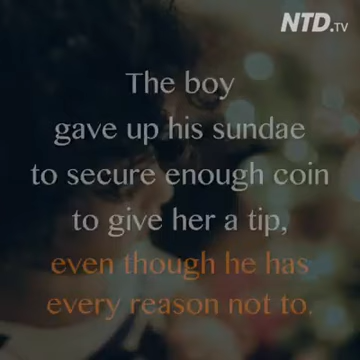 NTD.TV
The boy
gave up his sundae
to secure enough coin
to give her a tip,
even though he has
every reason not to.